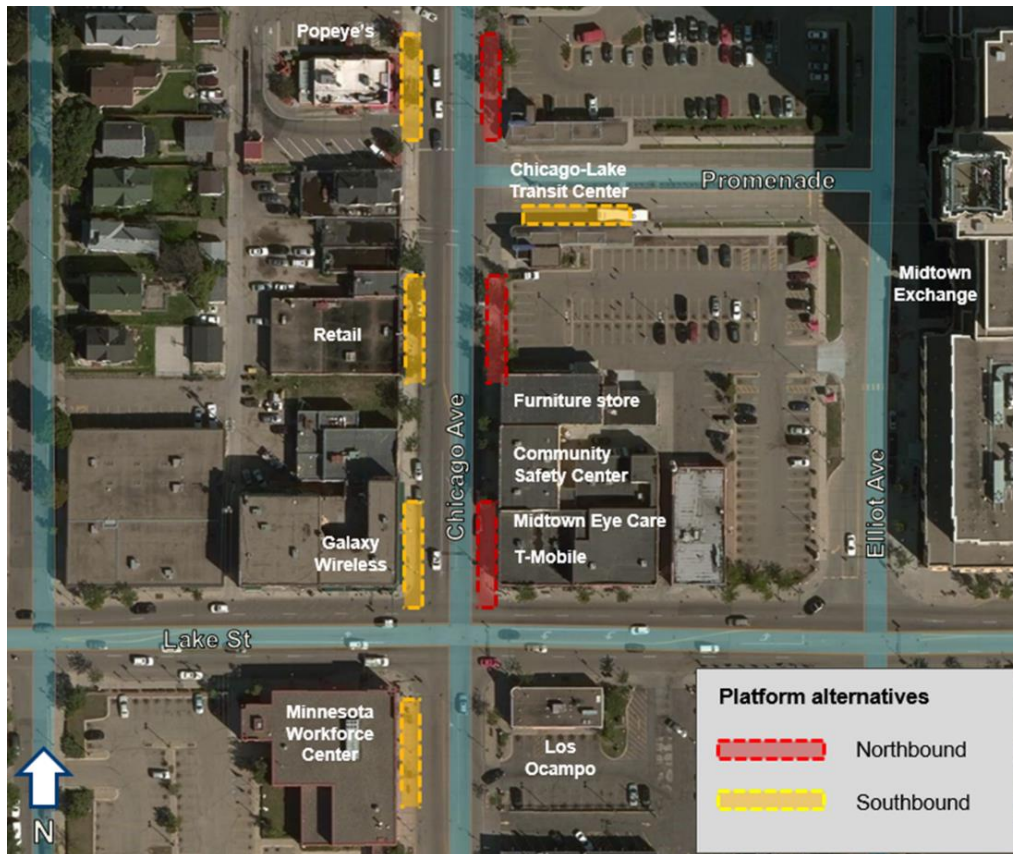 Popeye's
Chicago-Lake
Transit Center
Promenade
Midtown
Exchange
Retail
Furniture store
Chicago Ave
Community
Safety Center
Elliot Ave
Midtown Eye Care
T-Mobile
Galaxy
Wireless
Lake St
Minnesota
Workforce
Center
Los
Ocampo
Platform alternatives
Northbound
Southbound
N